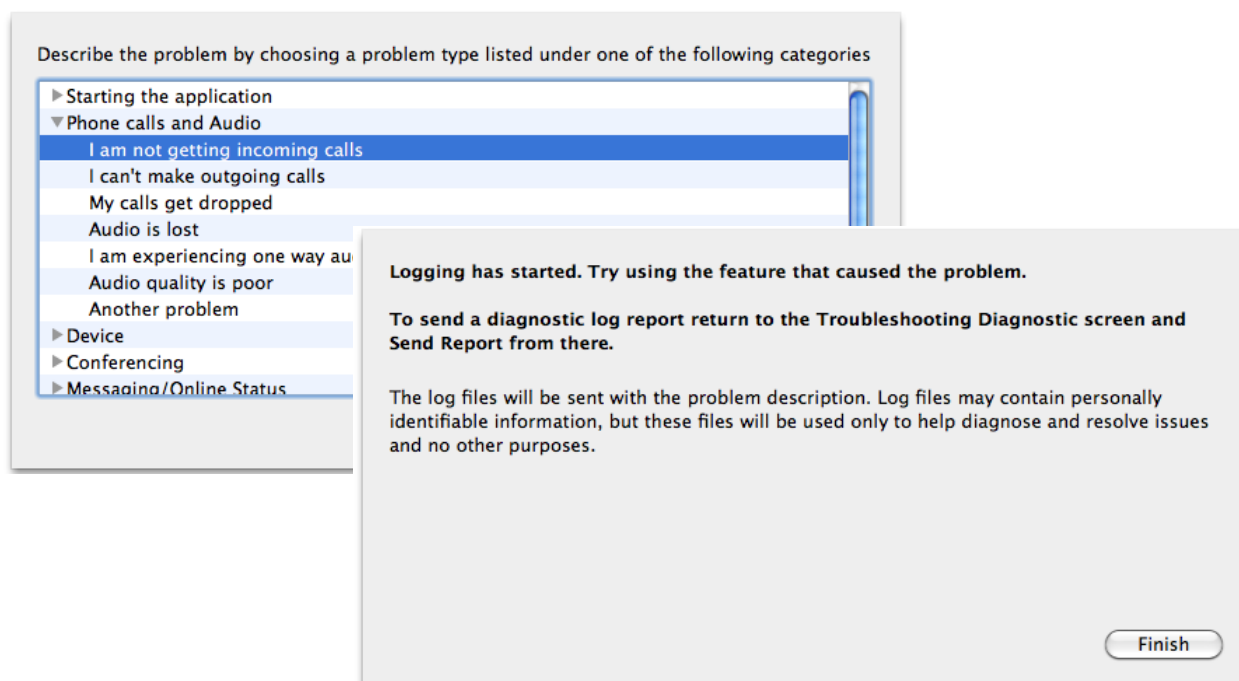 Describe the problem by choosing a problem type listed under one of the following categories
Starting the application
Phone calls and Audio
I am not getting incoming calls
I can't make outgoing calls
My calls get dropped
Audio is lost
I am experiencing one way
Audio quality is poor
Another problem
Device
Conferencing
Messaging/Online Status
Logging has started. Try using the feature that caused the problem.
To send a diagnostic log report return to the Troubleshooting Diagnostic screen and
Send Report from there.
The log files will be sent with the problem description. Log files may contain personally
identifiable information, but these files will be used only to help diagnose and resolve issues
and no other purposes.
Finish